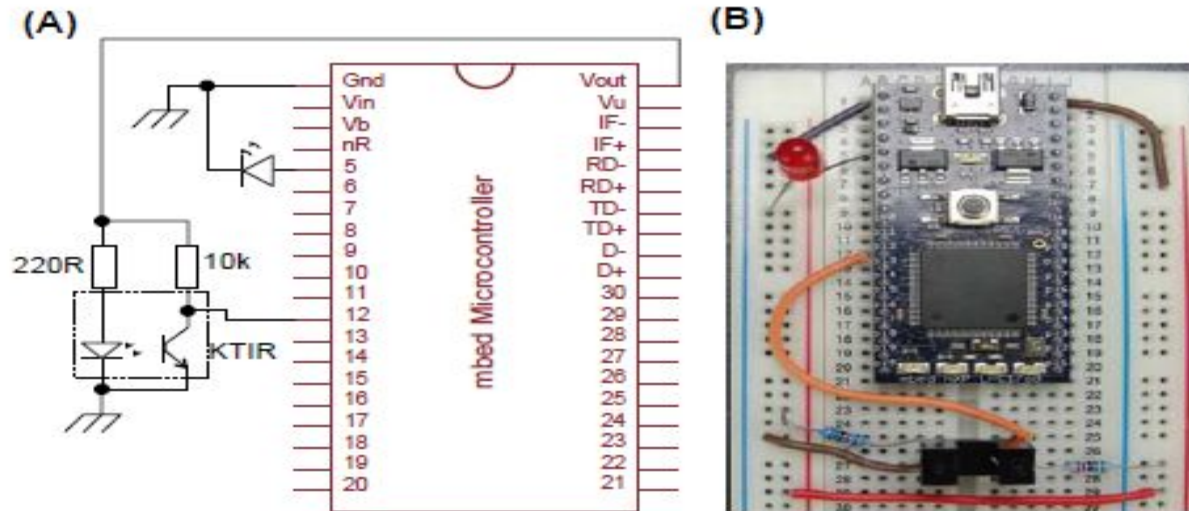 (A)
(B)
Gnd
Vin
Vb
nR
5
6
7
8
9
10
11
12
13
14
15
16
17
18
19
20
mbed Microcontroller
Vout
Vu
IF-
IF+
RD-
RD+
TD-
TD+
D-
D+
30
29
28
27
26
25
24
23
22
21
220R
10k
KTIR